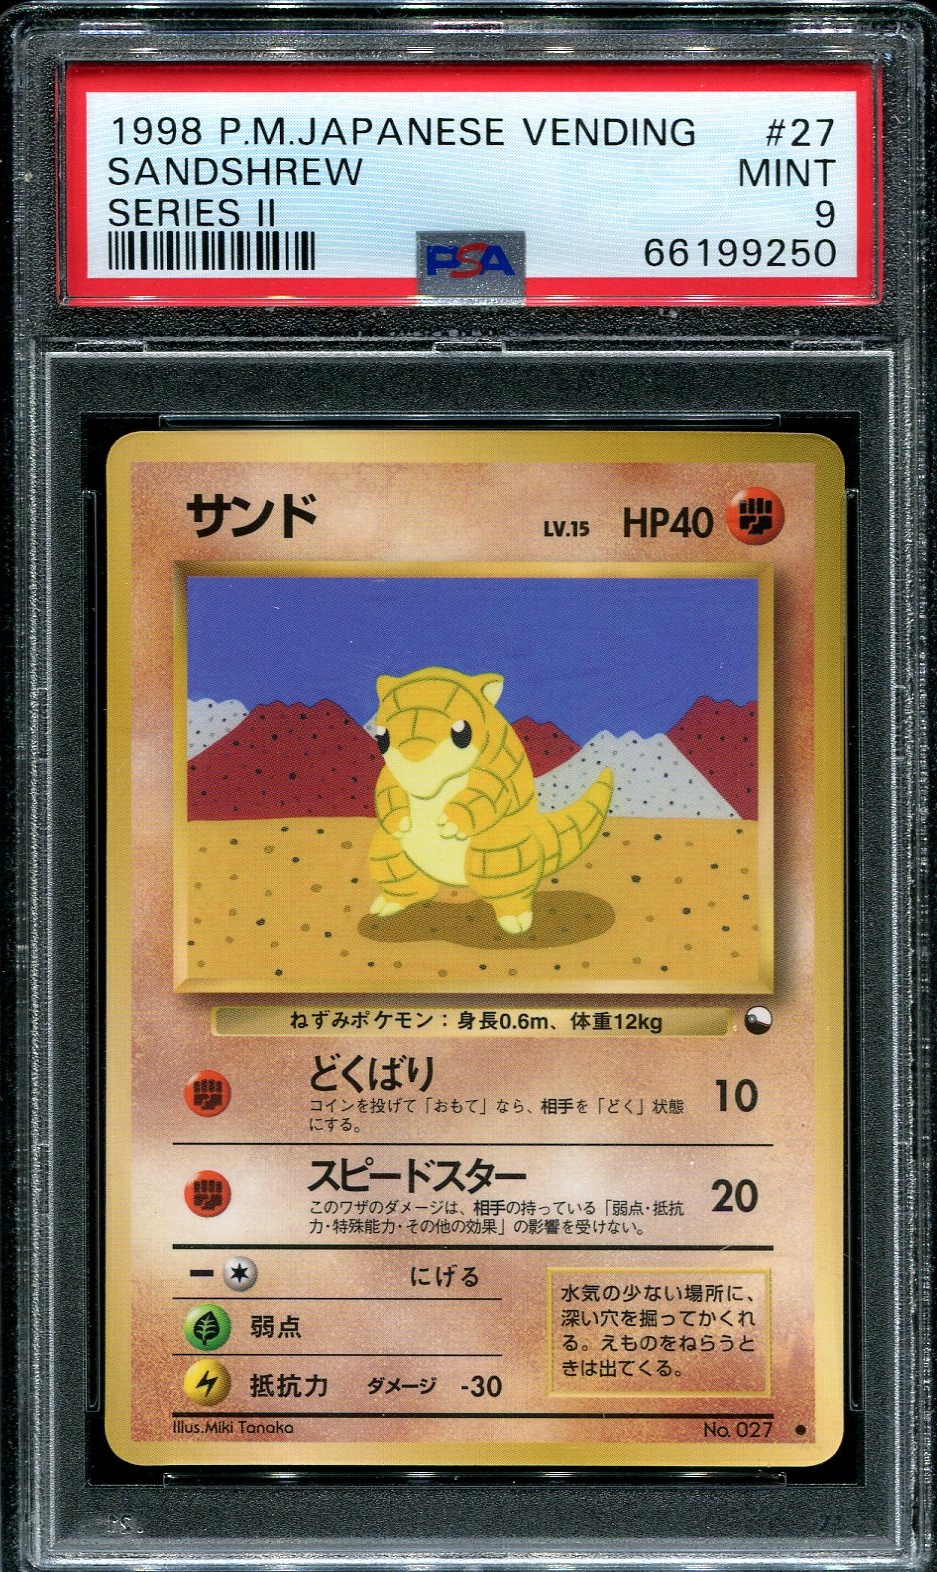 1998 P.M.JAPANESE VENDING #27
SANDSHREW MINT
SERIES II 9
PSA 66199250
サンド LV.15 HP40
ねずみポケモン：身長0.6m、体重12kg
どくばり 10
コインを投げて「おもて」なら、相手を「どく」状態
にする。
スピードスター 20
このワザのダメージは、相手の持っている「弱点・抵抗
力・特殊能力・その他の効果」の影響を受けない。
ー にげる
弱点
抵抗力 ダメージ -30
水気の少ない場所に、
深い穴を掘ってかくれ
る。えものをねらうと
きは出てくる。
Illus.Miki Tanaka No. 027 ●